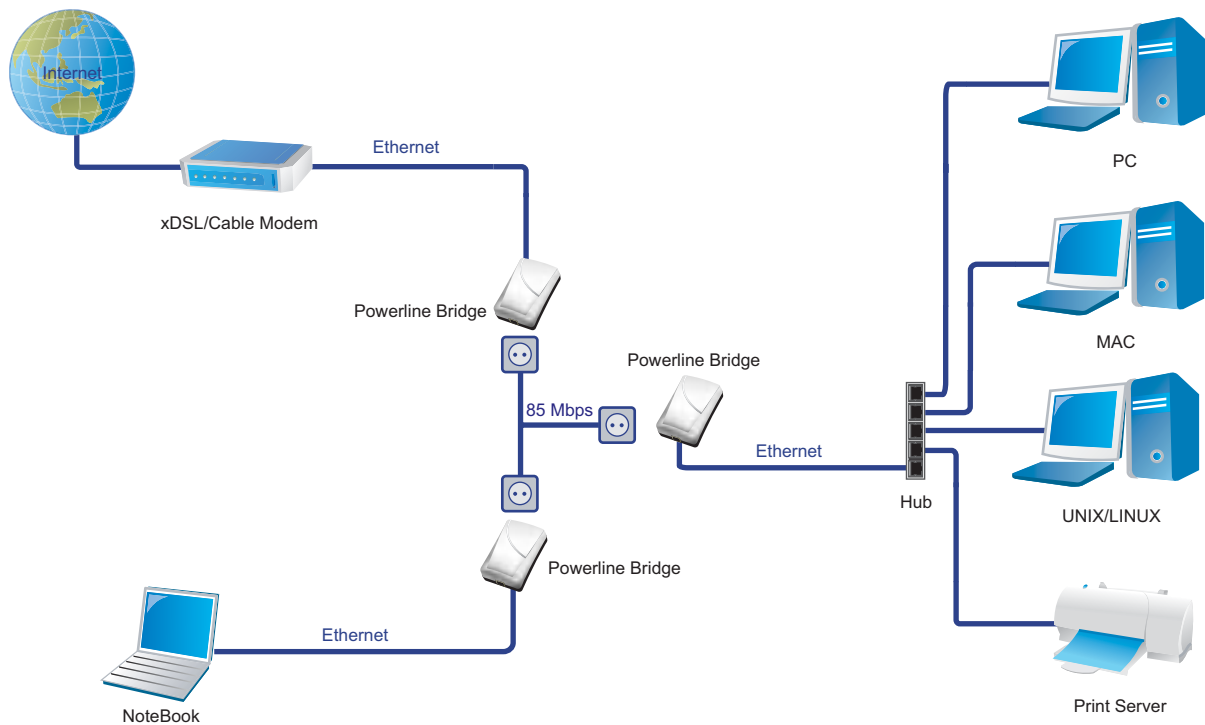 Internet
Ethernet
PC
xDSL/Cable Modem
Powerline Bridge
MAC
Powerline Bridge
85 Mbps
Ethernet
Hub
UNIX/LINUX
Powerline Bridge
Ethernet
Print Server
NoteBook